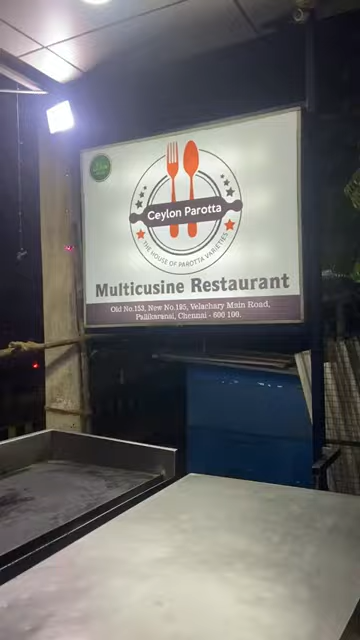 Ceylon Parotta
THE HOUSE OF PAROTTA VARIETIES
Multicusine Restaurant
Old No.153, New No.195, Velachary Main Road,
Pallikaranai, Chennai - 600 100.